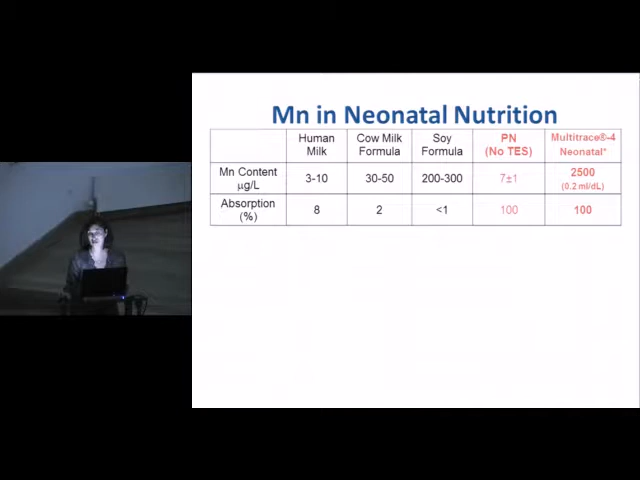 Mn in Neonatal Nutrition
Human Milk | Cow Milk Formula | Soy Formula | PN (No TES) | Multitrace®-4 Neonatal*
Mn Content µg/L | 3-10 | 30-50 | 200-300 | 7±1 | 2500 (0.2 ml/dL)
Absorption (%) | 8 | 2 | <1 | 100 | 100